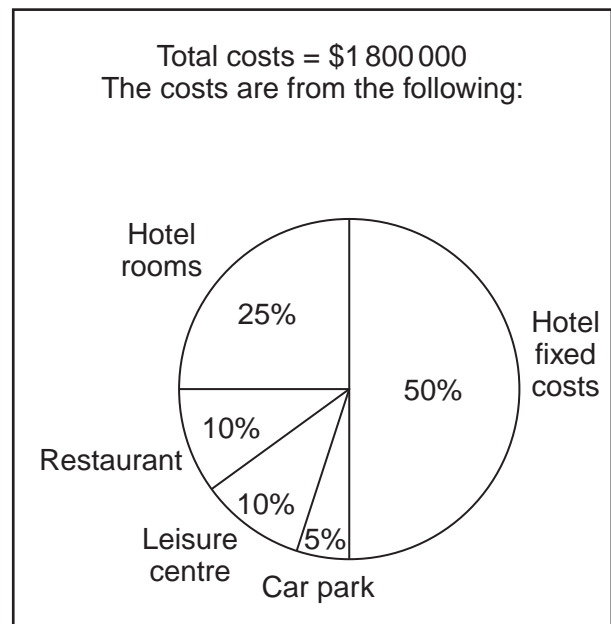 Total costs = $1 800 000
The costs are from the following:
Hotel
rooms
25%
Hotel
fixed
costs
50%
10%
Restaurant
10%
Leisure
centre
5%
Car park